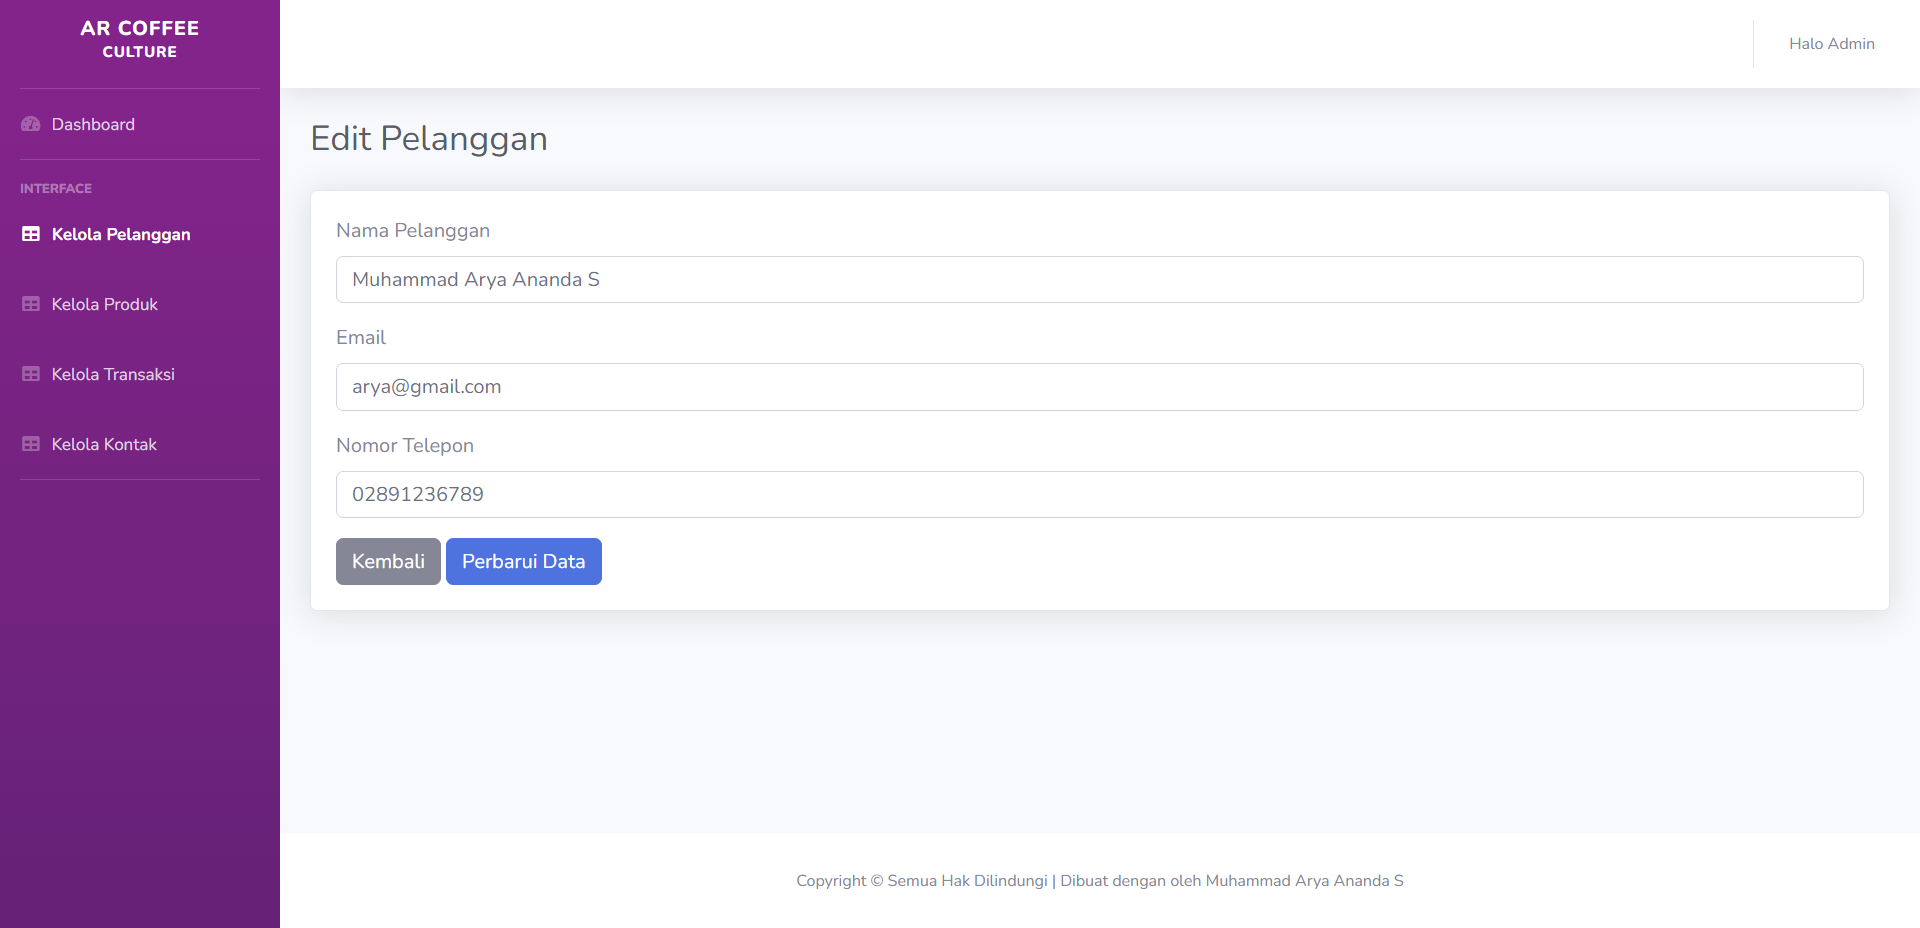 AR COFFEE
CULTURE
Dashboard
INTERFACE
Kelola Pelanggan
Kelola Produk
Kelola Transaksi
Kelola Kontak
Halo Admin
Edit Pelanggan
Nama Pelanggan
Muhammad Arya Ananda S
Email
arya@gmail.com
Nomor Telepon
02891236789
Kembali Perbarui Data
Copyright © Semua Hak Dilindungi | Dibuat dengan oleh Muhammad Arya Ananda S